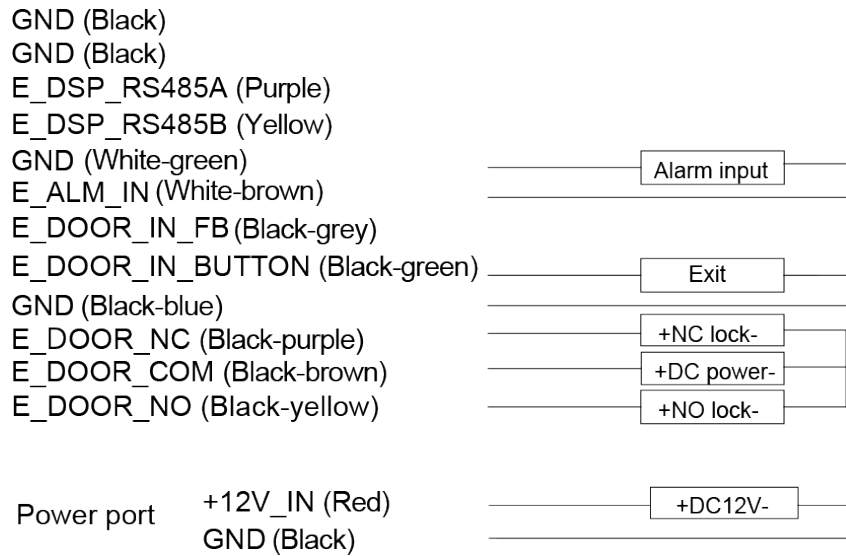 GND (Black)
GND (Black)
E_DSP_RS485A (Purple)
E_DSP_RS485B (Yellow)
GND (White-green)
Alarm input
E_ALM_IN (White-brown)
E_DOOR_IN_FB (Black-grey)
E_DOOR_IN_BUTTON (Black-green)
Exit
GND (Black-blue)
E_DOOR_NC (Black-purple)
+NC lock-
E_DOOR_COM (Black-brown)
+DC power-
E_DOOR_NO (Black-yellow)
+NO lock-
Power port
+12V_IN (Red)
+DC12V-
GND (Black)